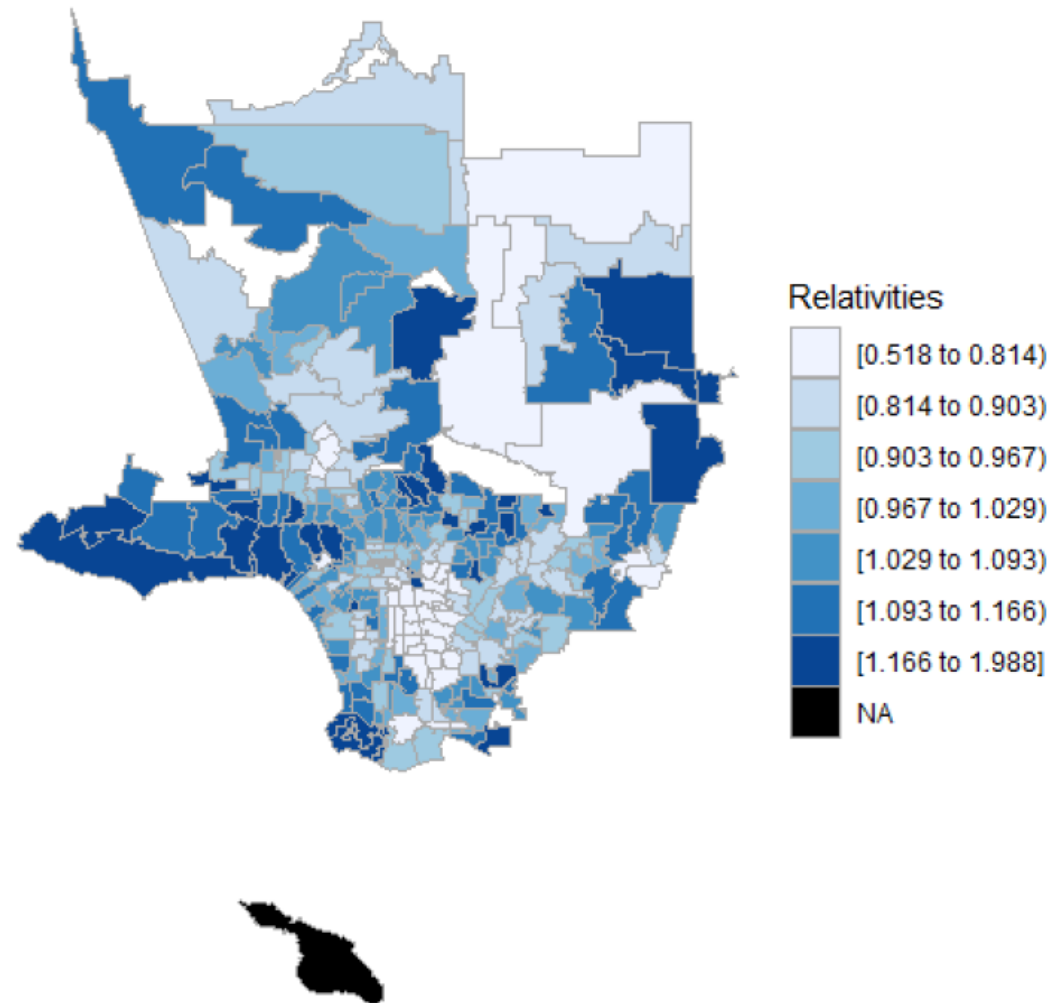 Relativities
[0.518 to 0.814)
[0.814 to 0.903)
[0.903 to 0.967)
[0.967 to 1.029)
[1.029 to 1.093)
[1.093 to 1.166)
[1.166 to 1.988]
NA